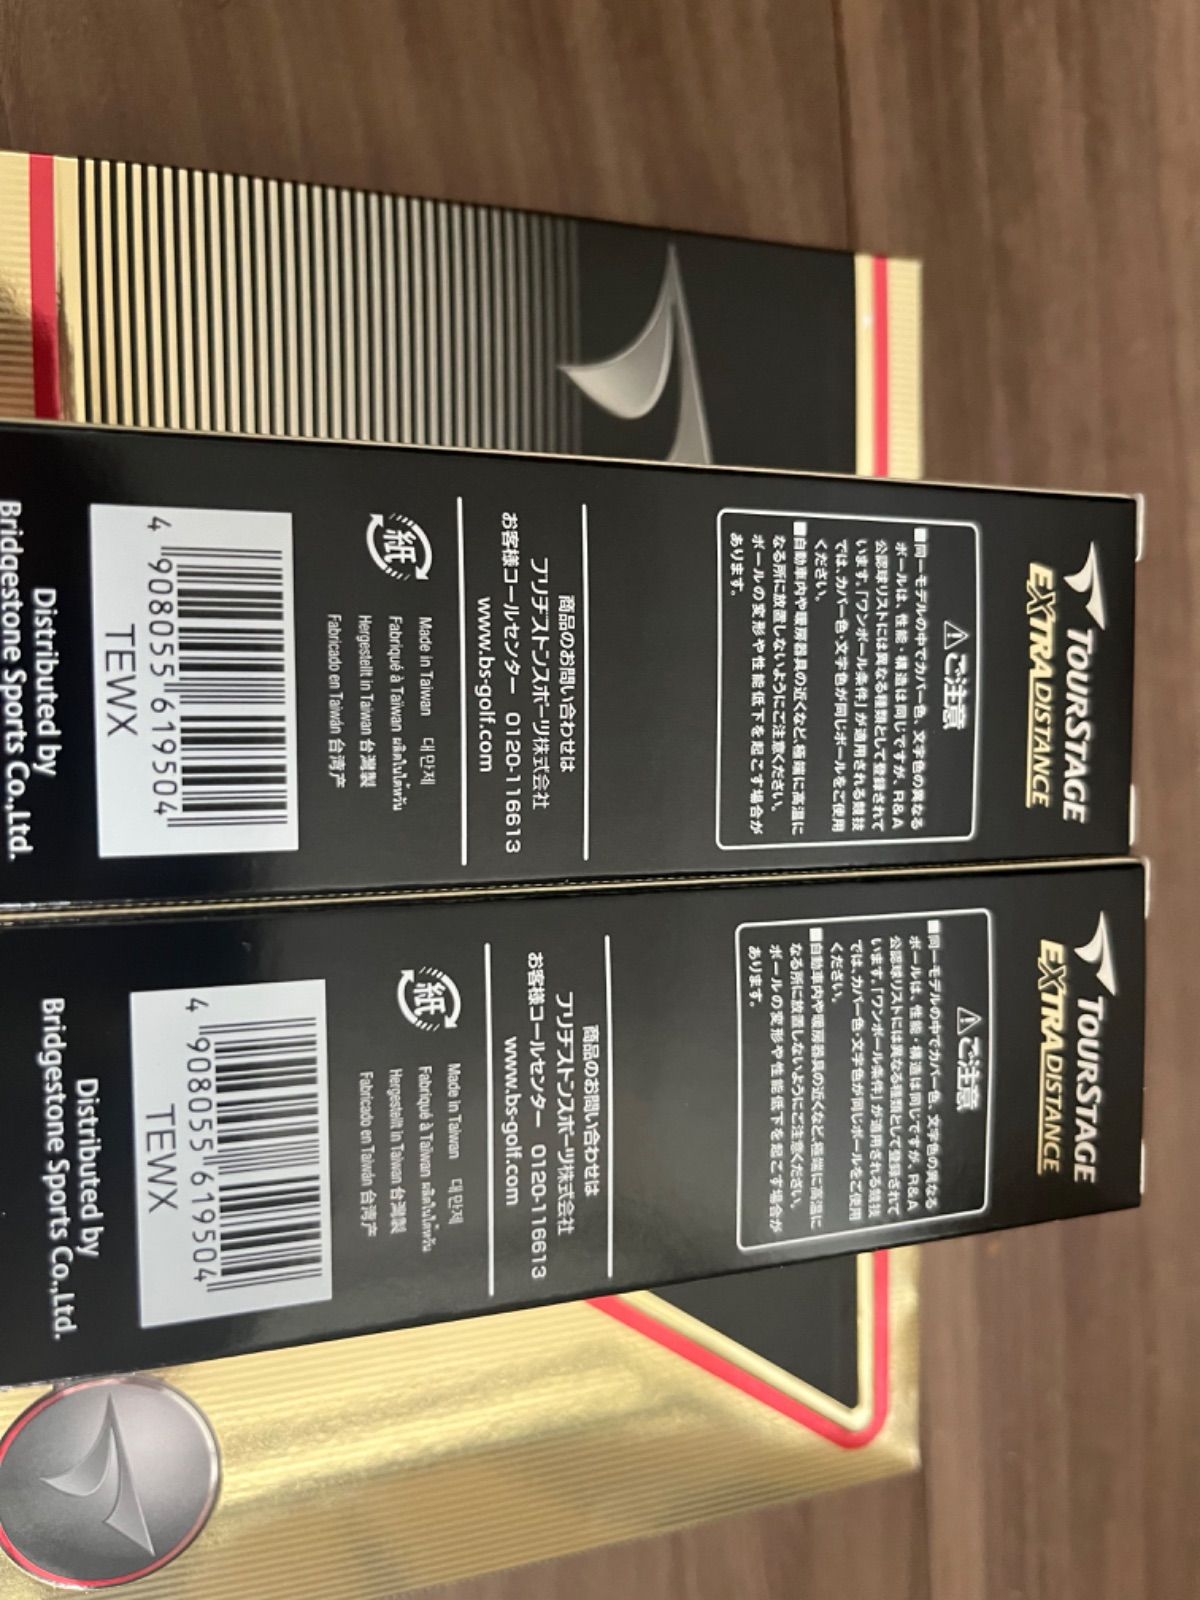 TOURSTAGE
EXTRA DISTANCE
⚠ご注意
■同一モデルの中でカバー色、文字色の異なる
ボールは、性能・構造は同じですが、R&A
公認球リストには異なる種類として登録されて
います。「ワンボール条件」が適用される競技
では、カバー色・文字色が同じボールをご使用
ください。
■自動車内や暖房器具の近くなど、極端に高温に
なる所に放置しないようにご注意ください。
ボールの変形や性能低下を起こす場合が
あります。
商品のお問い合わせは
ブリヂストンスポーツ株式会社
お客様コールセンター 0120-116613
www.bs-golf.com
紙
Made in Taiwan 대만제
Fabriqué à Taïwan ผลิตในไต้หวัน
Hergestellt in Taiwan 台灣製
Fabricado en Taiwán 台湾产
4 908055 619504
TEWX
Distributed by
Bridgestone Sports Co.,Ltd.
TOURSTAGE
EXTRA DISTANCE
⚠ご注意
■同一モデルの中でカバー色、文字色の異なる
ボールは、性能・構造は同じですが、R&A
公認球リストには異なる種類として登録されて
います。「ワンボール条件」が適用される競技
では、カバー色・文字色が同じボールをご使用
ください。
■自動車内や暖房器具の近くなど、極端に高温に
なる所に放置しないようにご注意ください。
ボールの変形や性能低下を起こす場合が
あります。
商品のお問い合わせは
ブリヂストンスポーツ株式会社
お客様コールセンター 0120-116613
www.bs-golf.com
紙
Made in Taiwan 대만제
Fabriqué à Taïwan ผลิตในไต้หวัน
Hergestellt in Taiwan 台灣製
Fabricado en Taiwán 台湾产
4 908055 619504
TEWX
Distributed by
Bridgestone Sports Co.,Ltd.